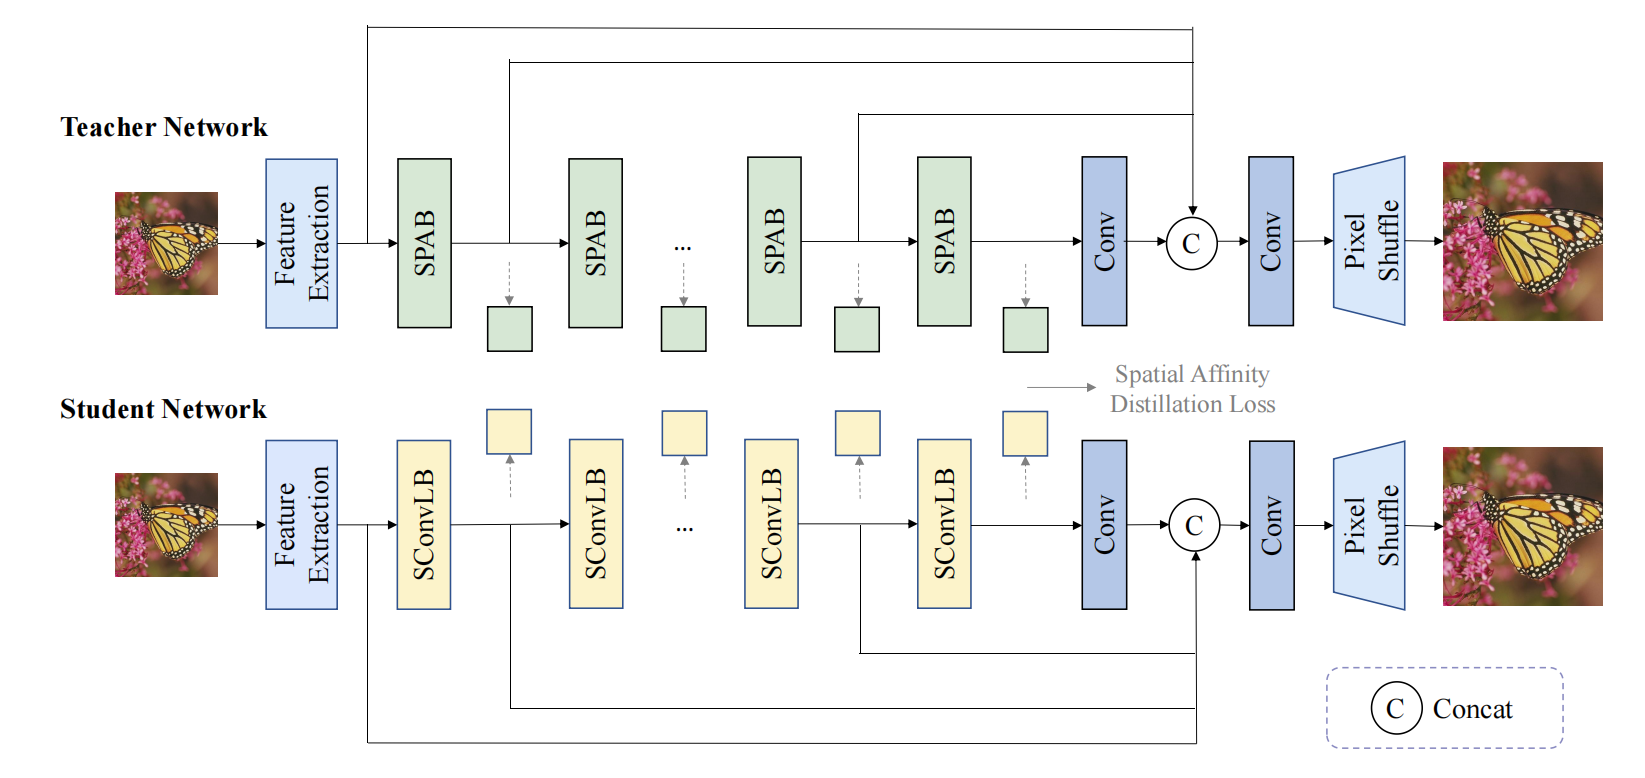 Teacher Network
Feature
Extraction
SPAB
SPAB
...
SPAB
SPAB
Conv
C
Conv
Pixel
Shuffle
Spatial Affinity
Distillation Loss
Student Network
Feature
Extraction
SConvLB
SConvLB
...
SConvLB
SConvLB
Conv
C
Conv
Pixel
Shuffle
C Concat